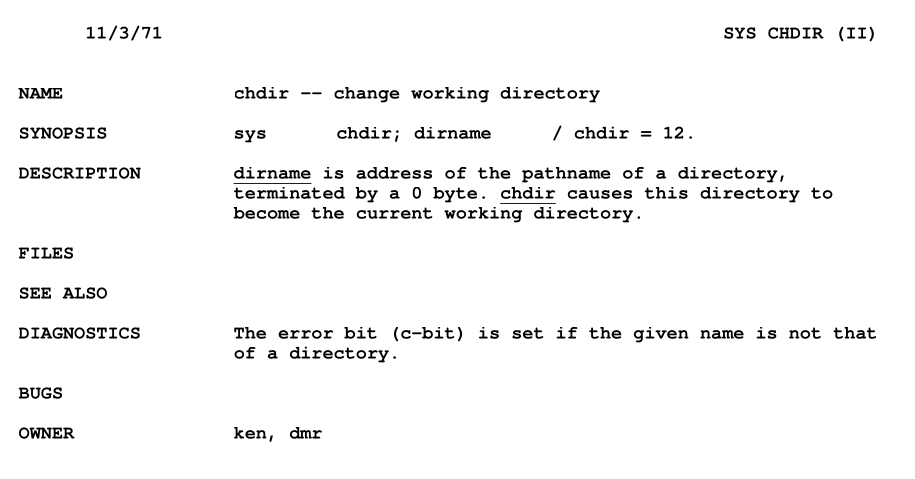 11/3/71 SYS CHDIR (II)
NAME chdir -- change working directory
SYNOPSIS sys chdir; dirname / chdir = 12.
DESCRIPTION dirname is address of the pathname of a directory,
terminated by a 0 byte. chdir causes this directory to
become the current working directory.
FILES
SEE ALSO
DIAGNOSTICS The error bit (c-bit) is set if the given name is not that
of a directory.
BUGS
OWNER ken, dmr